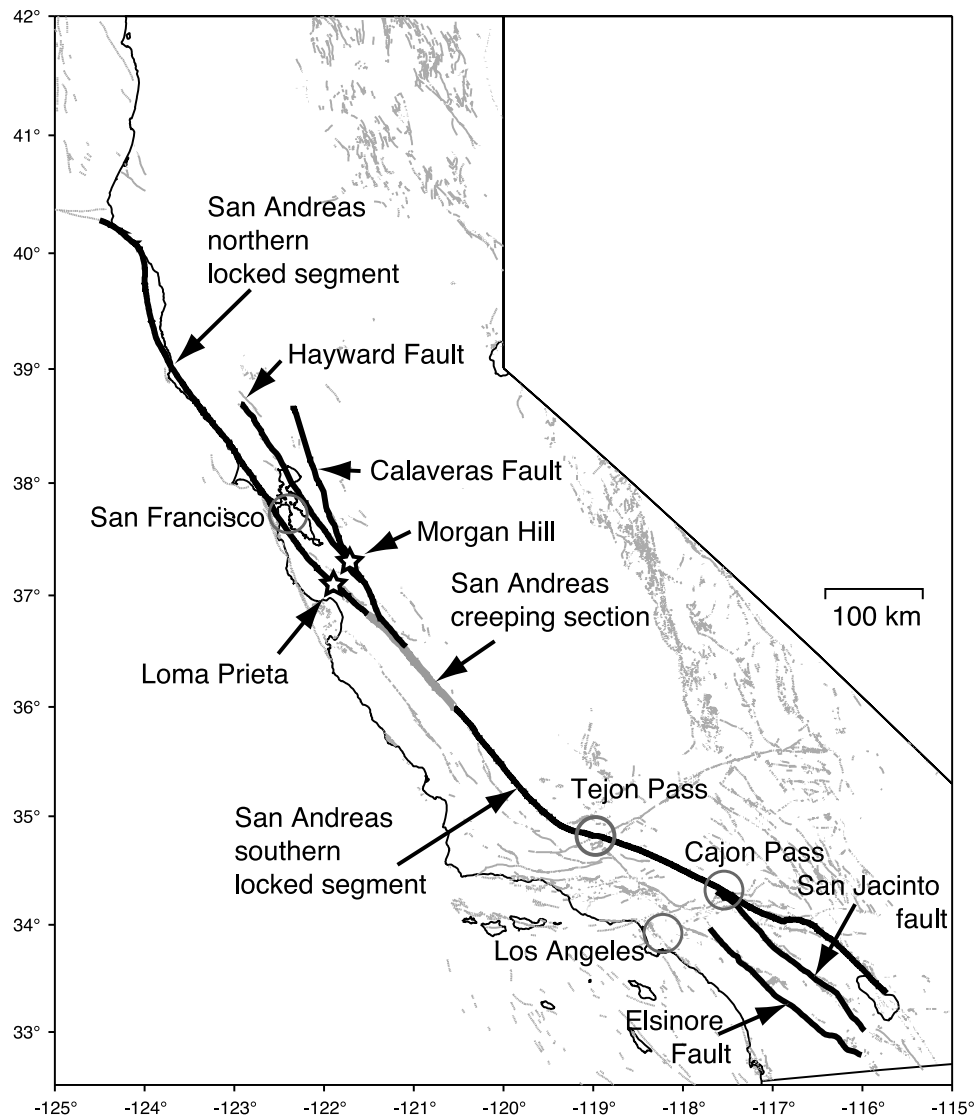 42°
41°
40°
39°
38°
37°
36°
35°
34°
33°
San Andreas
northern
locked segment
Hayward Fault
Calaveras Fault
San Francisco
Morgan Hill
San Andreas
creeping section
100 km
Loma Prieta
Tejon Pass
San Andreas
southern
locked segment
Cajon Pass
San Jacinto
fault
Los Angeles
Elsinore
Fault
-125° -124° -123° -122° -121° -120° -119° -118° -117° -116° -115°